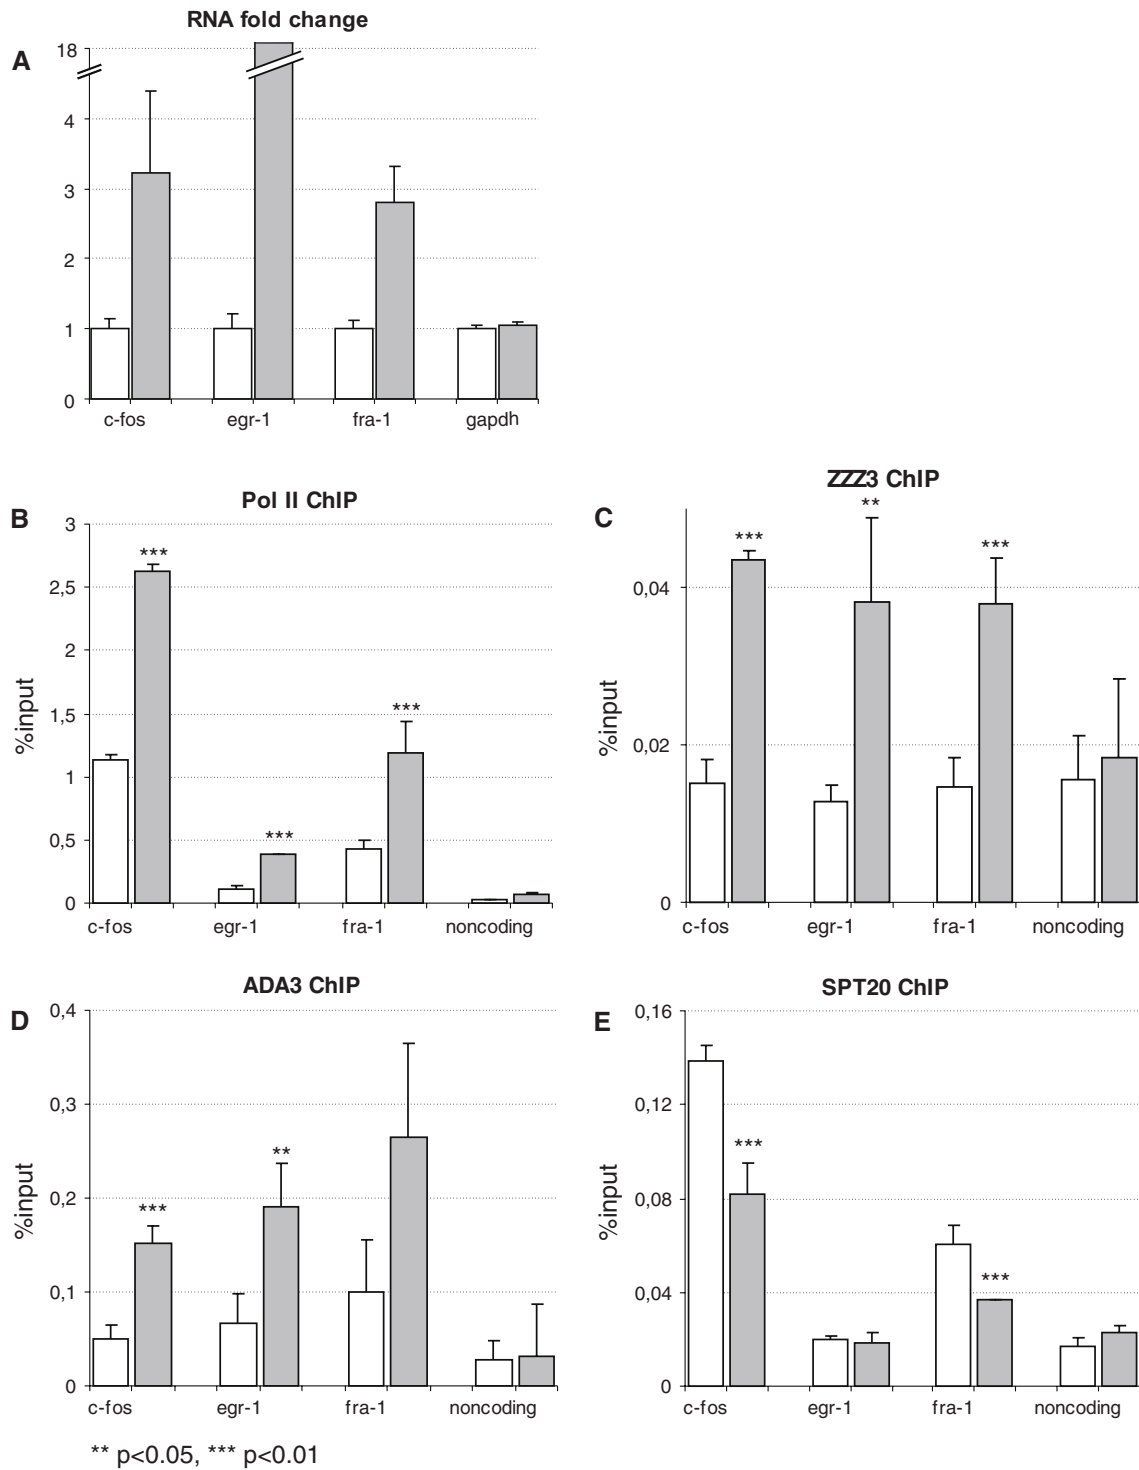 RNA fold change
A
18
4
3
2
1
0
c-fos egr-1 fra-1 gapdh
Pol II ChIP
B
%input
3
2,5
2
1,5
1
0,5
0
***
***
***
c-fos egr-1 fra-1 noncoding
ZZZ3 ChIP
C
%input
0,04
0,02
0
***
**
***
c-fos egr-1 fra-1 noncoding
ADA3 ChIP
D
%input
0,4
0,3
0,2
0,1
0
***
**
c-fos egr-1 fra-1 noncoding
SPT20 ChIP
E
%input
0,16
0,12
0,08
0,04
0
***
***
c-fos egr-1 fra-1 noncoding
** p<0.05, *** p<0.01